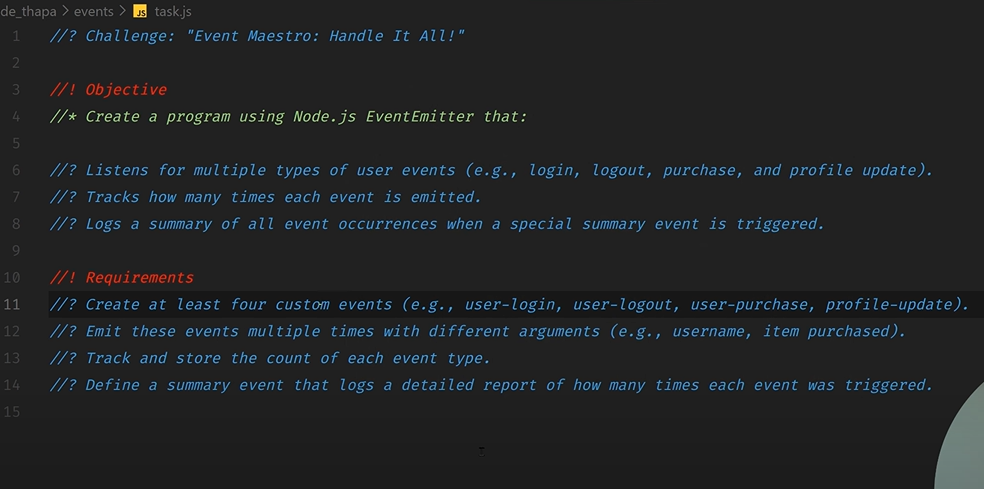 de_thapa > events > JS task.js
1 //? Challenge: "Event Maestro: Handle It All!"
2
3 //! Objective
4 //* Create a program using Node.js EventEmitter that:
5
6 //? Listens for multiple types of user events (e.g., login, logout, purchase, and profile update).
7 //? Tracks how many times each event is emitted.
8 //? Logs a summary of all event occurrences when a special summary event is triggered.
9
10 //! Requirements
11 //? Create at least four custom events (e.g., user-login, user-logout, user-purchase, profile-update).
12 //? Emit these events multiple times with different arguments (e.g., username, item purchased).
13 //? Track and store the count of each event type.
14 //? Define a summary event that logs a detailed report of how many times each event was triggered.
15